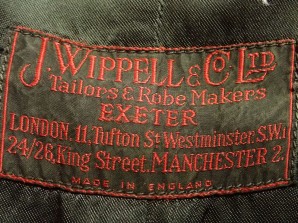 J. WIPPELL & Co LTD
Tailors & Robe Makers
EXETER
LONDON. 11, Tufton St Westminster. S.W.1
24/26, King Street. MANCHESTER 2.
MADE IN ENGLAND